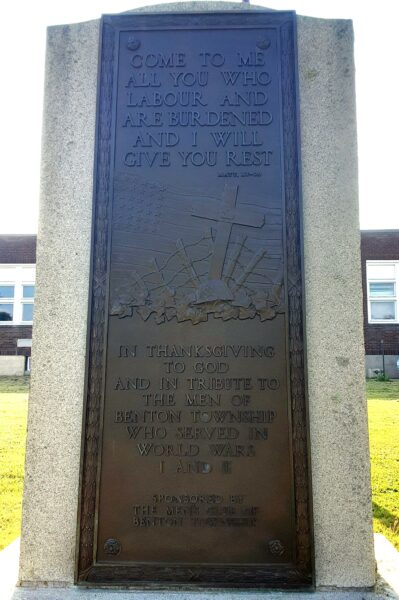 COME TO ME
ALL YOU WHO
LABOUR AND
ARE BURDENED
AND I WILL
GIVE YOU REST
IN THANKSGIVING
TO GOD
AND IN TRIBUTE TO
THE MEN OF
BENTON TOWNSHIP
WHO SERVED IN
WORLD WARS
I AND II
SPONSORED BY
THE MEN'S CLUB OF
BENTON TOWNSHIP